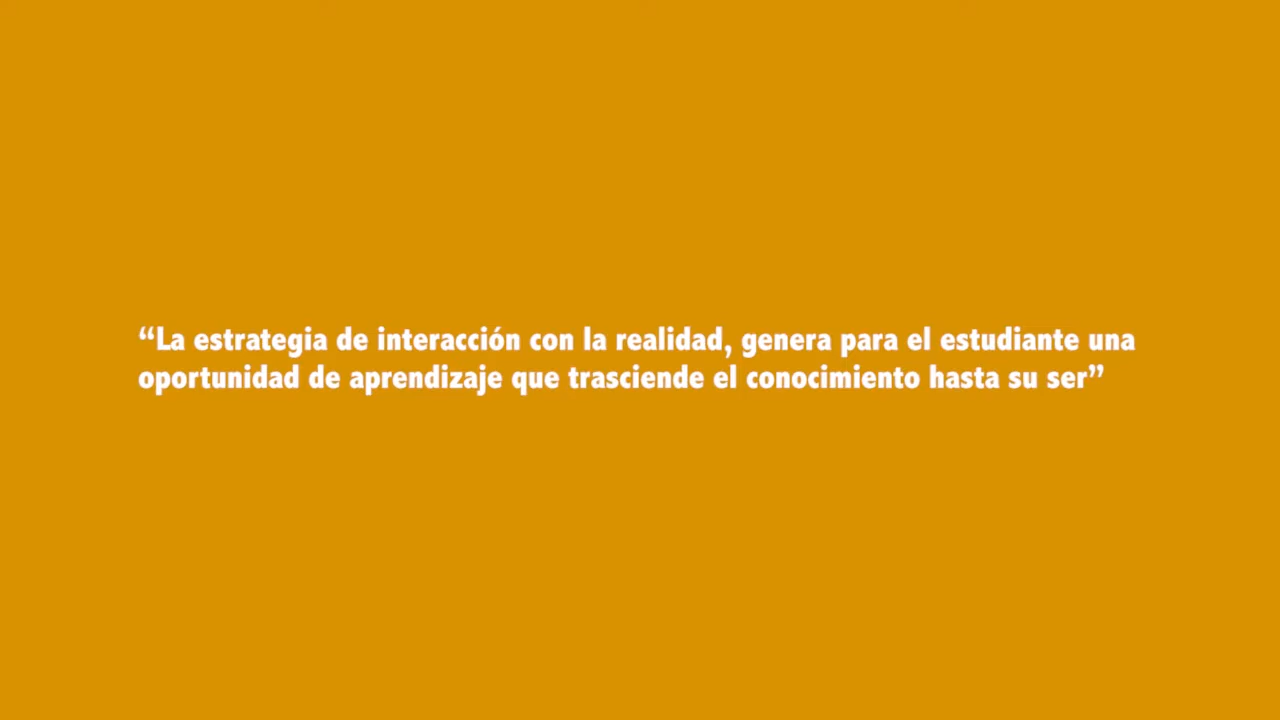 “La estrategia de interacción con la realidad, genera para el estudiante una
oportunidad de aprendizaje que trasciende el conocimiento hasta su ser”